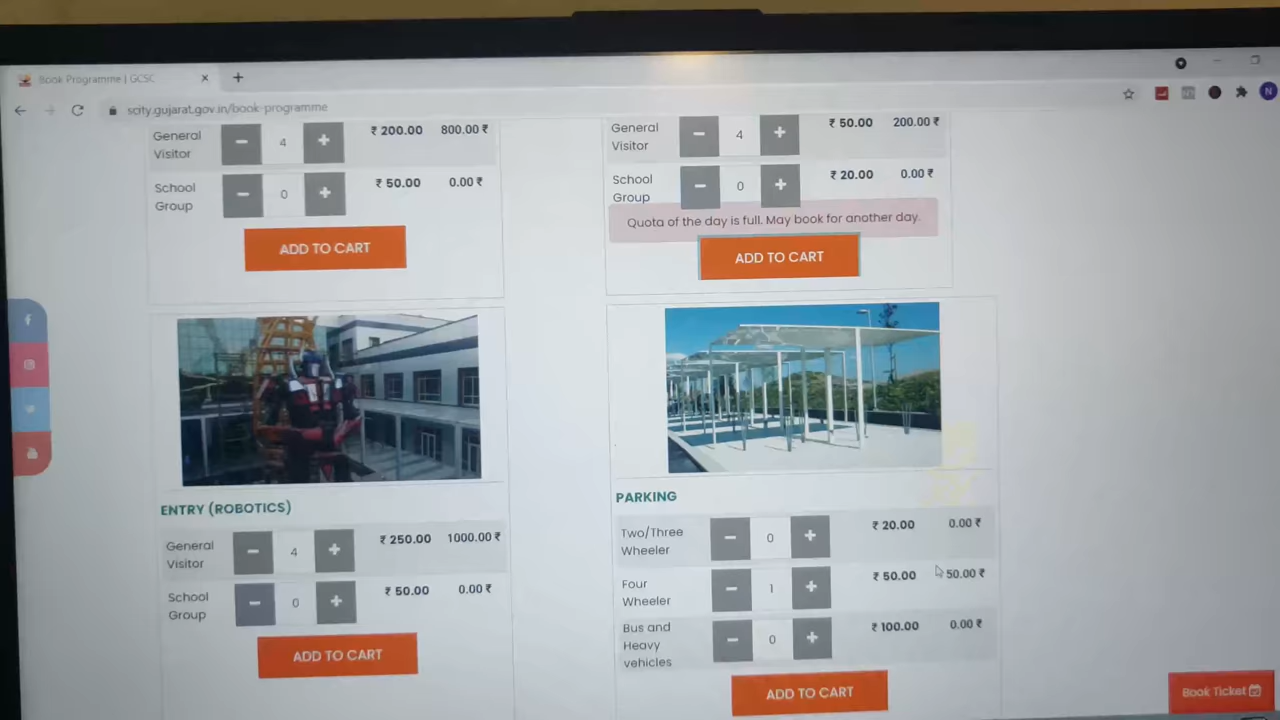 Book Programme | GCSC
scity.gujarat.gov.in/book-programme
N
General
Visitor
4
₹ 200.00
800.00 ₹
School
Group
0
₹ 50.00
0.00 ₹
ADD TO CART
General
Visitor
4
₹ 50.00
200.00 ₹
School
Group
0
₹ 20.00
0.00 ₹
Quota of the day is full. May book for another day.
ADD TO CART
ENTRY (ROBOTICS)
General
Visitor
4
₹ 250.00
1000.00 ₹
School
Group
0
₹ 50.00
0.00 ₹
ADD TO CART
PARKING
Two/Three
Wheeler
0
₹ 20.00
0.00 ₹
Four
Wheeler
1
₹ 50.00
50.00 ₹
Bus and
Heavy
vehicles
0
₹ 100.00
0.00 ₹
ADD TO CART
Book Ticket